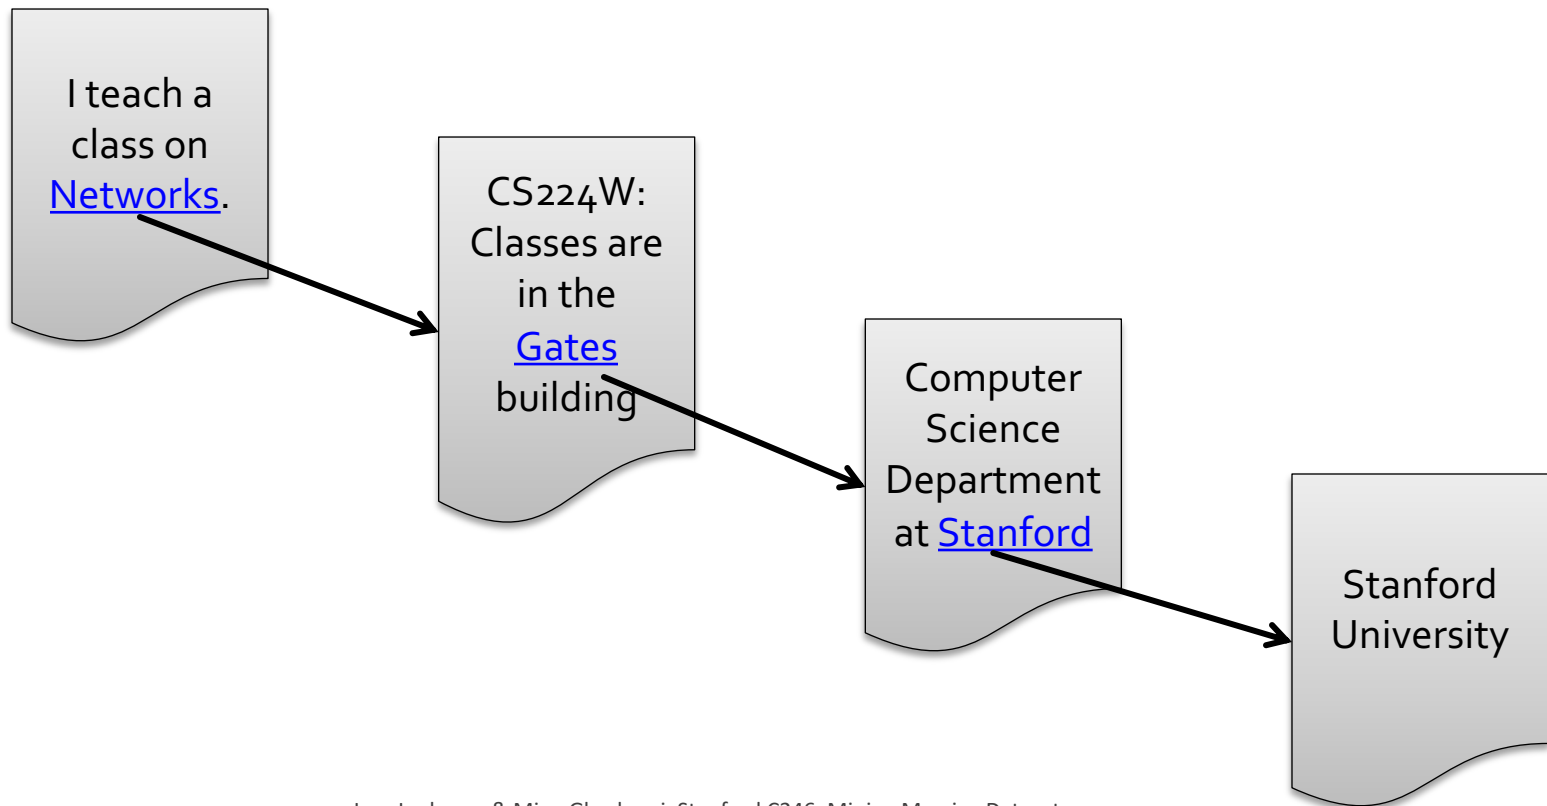 I teach a
class on
Networks.
CS224W:
Classes are
in the
Gates
building
Computer
Science
Department
at Stanford
Stanford
University